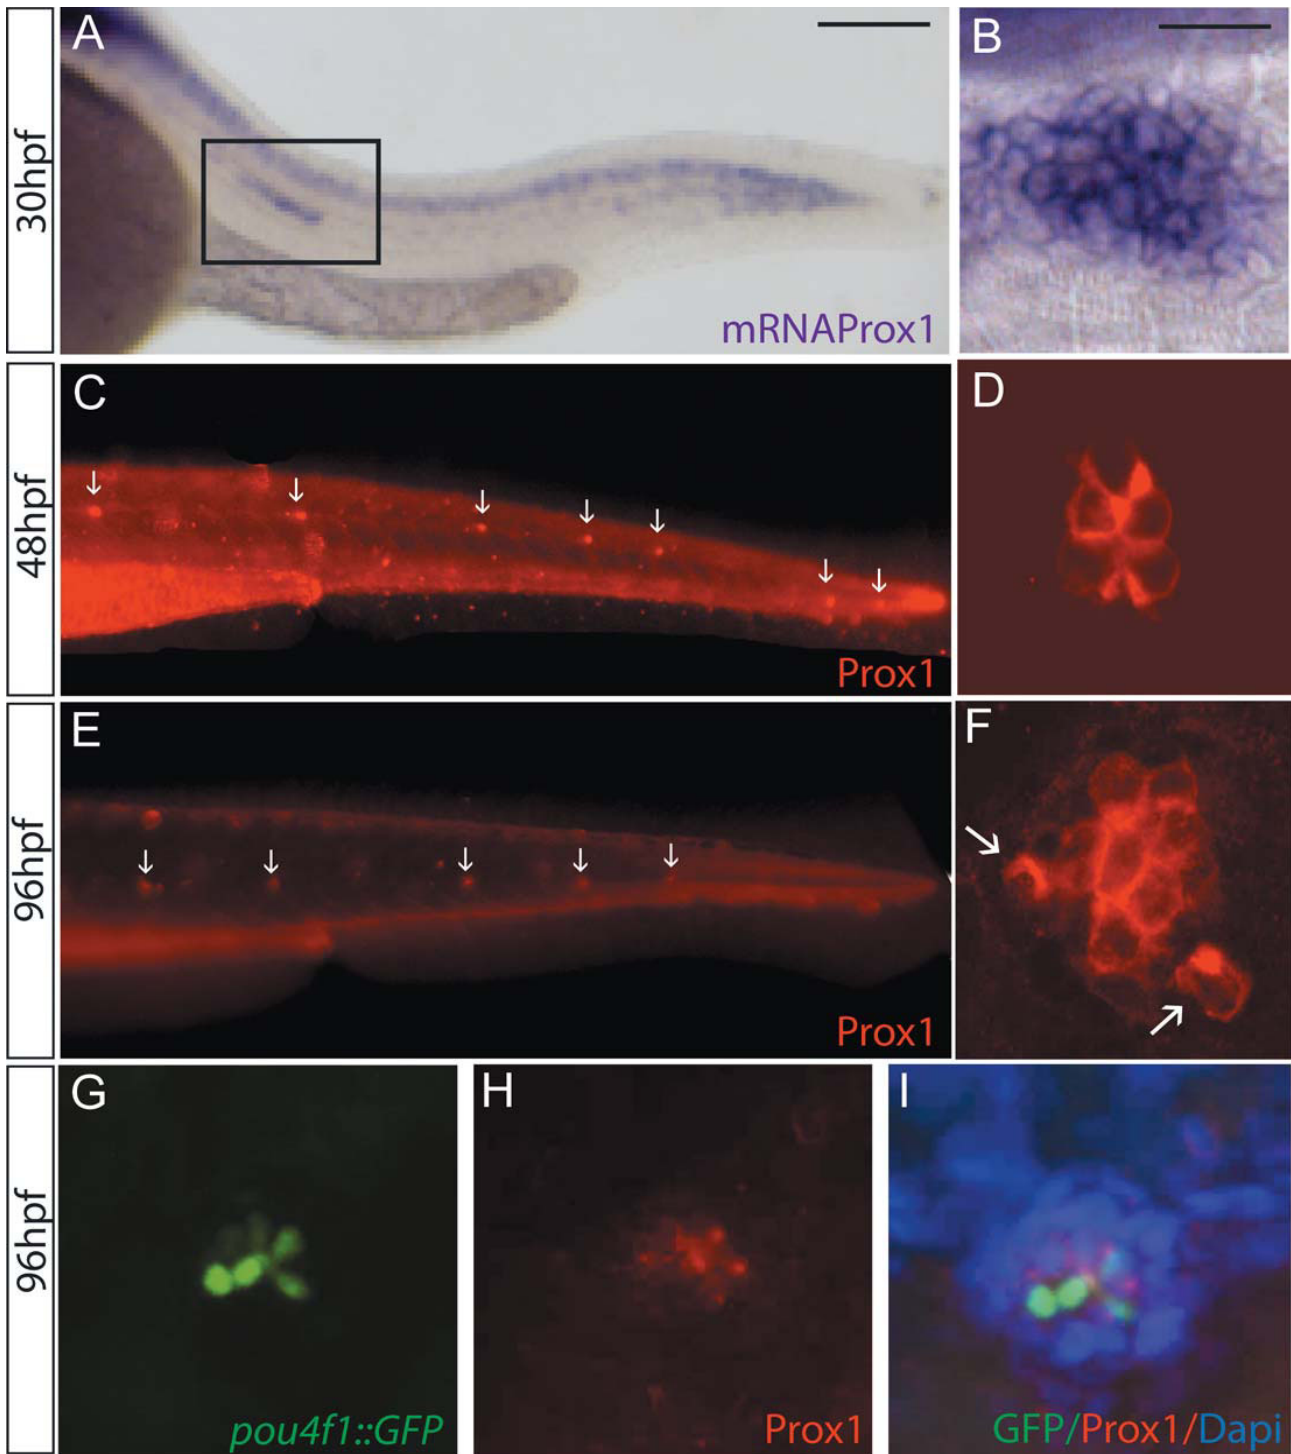 30hpf
A
mRNAProx1
B
48hpf
C
Prox1
D
96hpf
E
Prox1
F
96hpf
G
pou4f1::GFP
H
Prox1
I
GFP/Prox1/Dapi